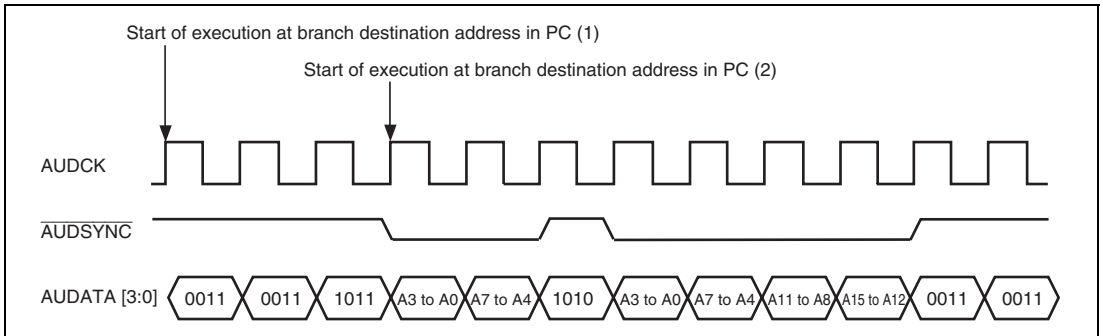 Start of execution at branch destination address in PC (1)
Start of execution at branch destination address in PC (2)
AUDCK
AUDSYNC
AUDATA [3:0] 0011 0011 1011 A3 to A0 A7 to A4 1010 A3 to A0 A7 to A4 A11 to A8 A15 to A12 0011 0011